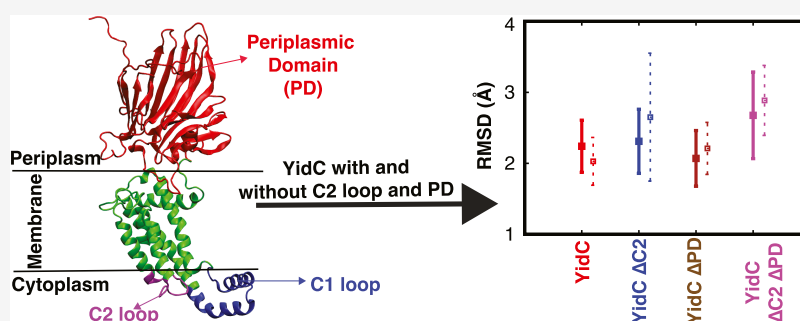 Periplasmic
Domain
(PD)
Periplasm
Membrane
Cytoplasm
C2 loop
C1 loop
YidC with and
without C2 loop and PD
RMSD (Å)
4
3
2
1
YidC
YidC ΔC2
YidC ΔPD
YidC
ΔC2 ΔPD